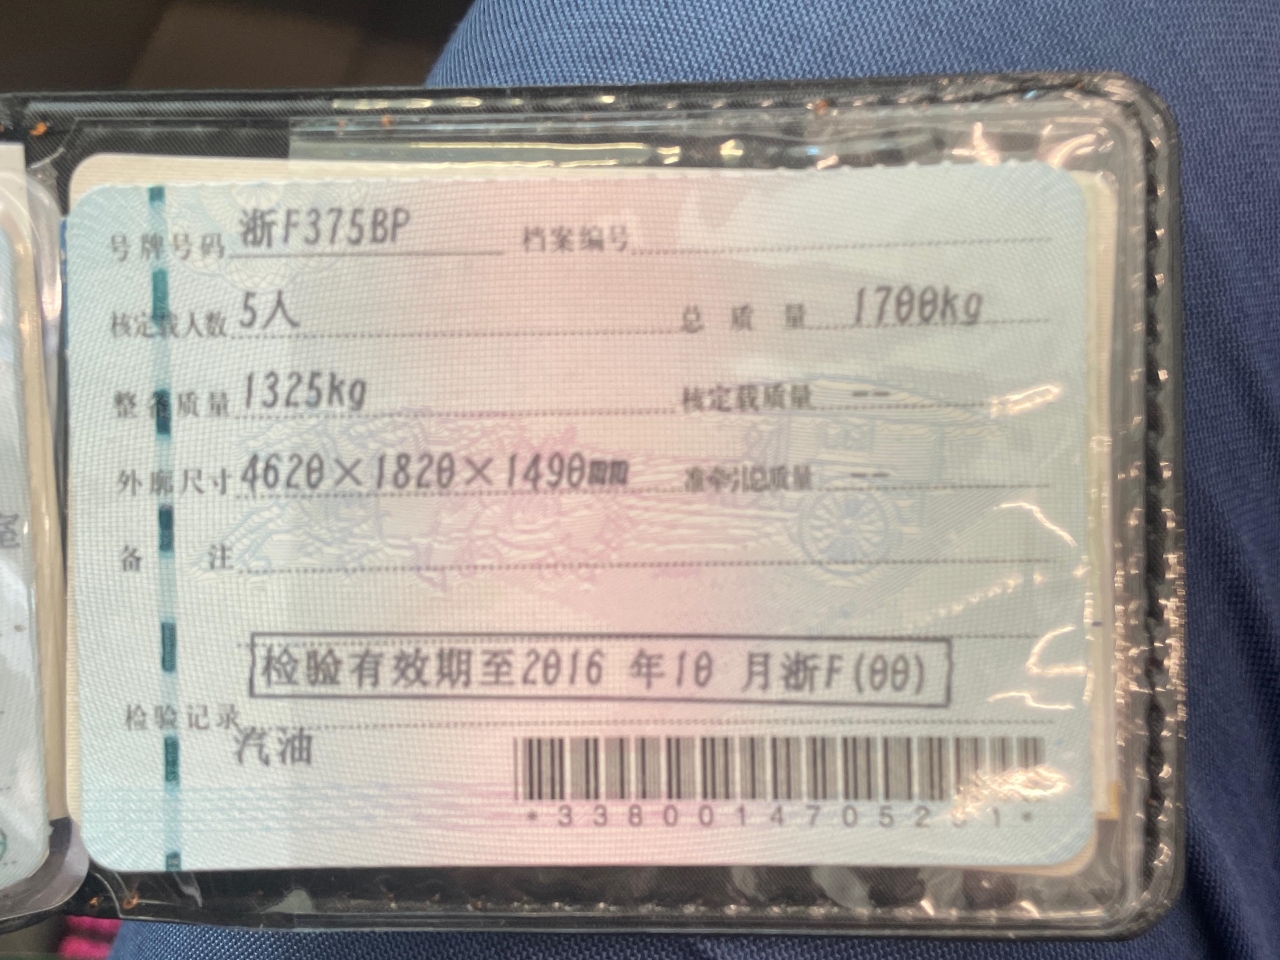 号牌号码 浙F375BP 档案编号
核定载人数 5人 总质量 1700kg
整备质量 1325kg 核定载质量 --
外廓尺寸 4620×1820×1490mm 准牵引总质量 --
备注
检验有效期至2016 年10 月浙F(00)
检验记录
汽油